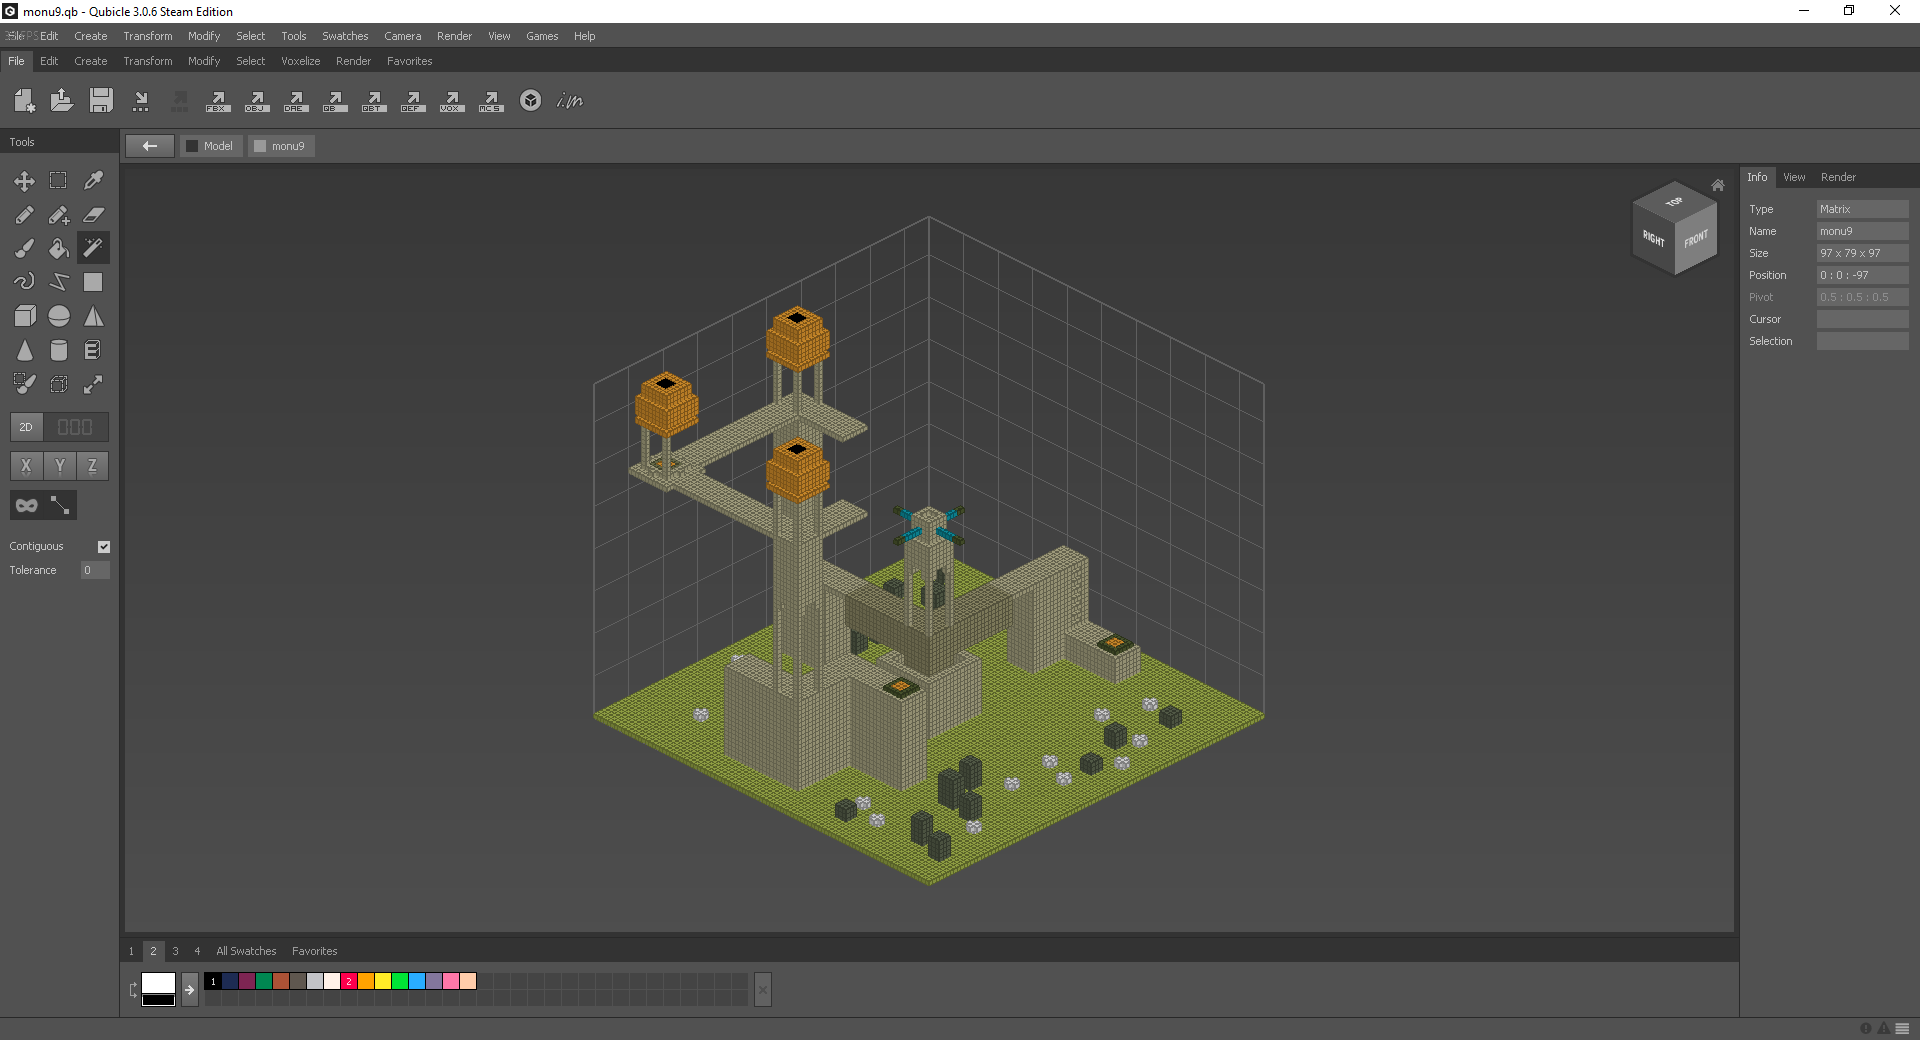 monu9.qb - Qubicle 3.0.6 Steam Edition
File Edit Create Transform Modify Select Tools Swatches Camera Render View Games Help
File Edit Create Transform Modify Select Voxelize Render Favorites
FBX OBJ DAE QB QBT QEF VOX MCS i.m
Tools
Model monu9
Info View Render
Type Matrix
Name monu9
Size 97 x 79 x 97
Position 0 : 0 : -97
Pivot 0.5 : 0.5 : 0.5
Cursor
Selection
TOP
RIGHT FRONT
2D
X Y Z
Contiguous
Tolerance 0
1 2 3 4 All Swatches Favorites
1 2